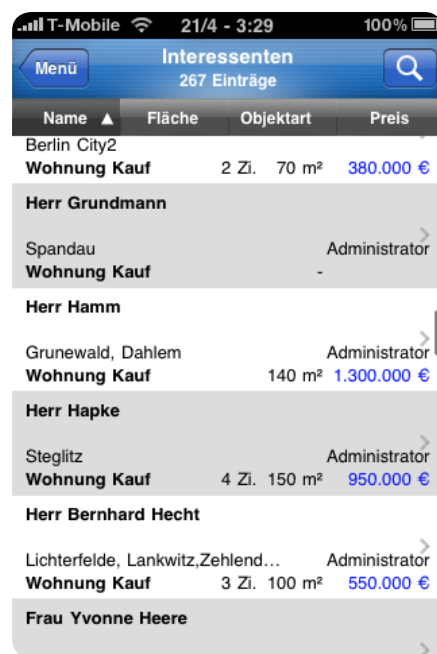 T-Mobile 21/4 - 3:29 100%
Menü
Interessenten
267 Einträge
Name ▲ Fläche Objektart Preis
Berlin City2
Wohnung Kauf 2 Zi. 70 m² 380.000 €
Herr Grundmann
Spandau Administrator
Wohnung Kauf -
Herr Hamm
Grunewald, Dahlem Administrator
Wohnung Kauf 140 m² 1.300.000 €
Herr Hapke
Steglitz Administrator
Wohnung Kauf 4 Zi. 150 m² 950.000 €
Herr Bernhard Hecht
Lichterfelde, Lankwitz,Zehlend... Administrator
Wohnung Kauf 3 Zi. 100 m² 550.000 €
Frau Yvonne Heere